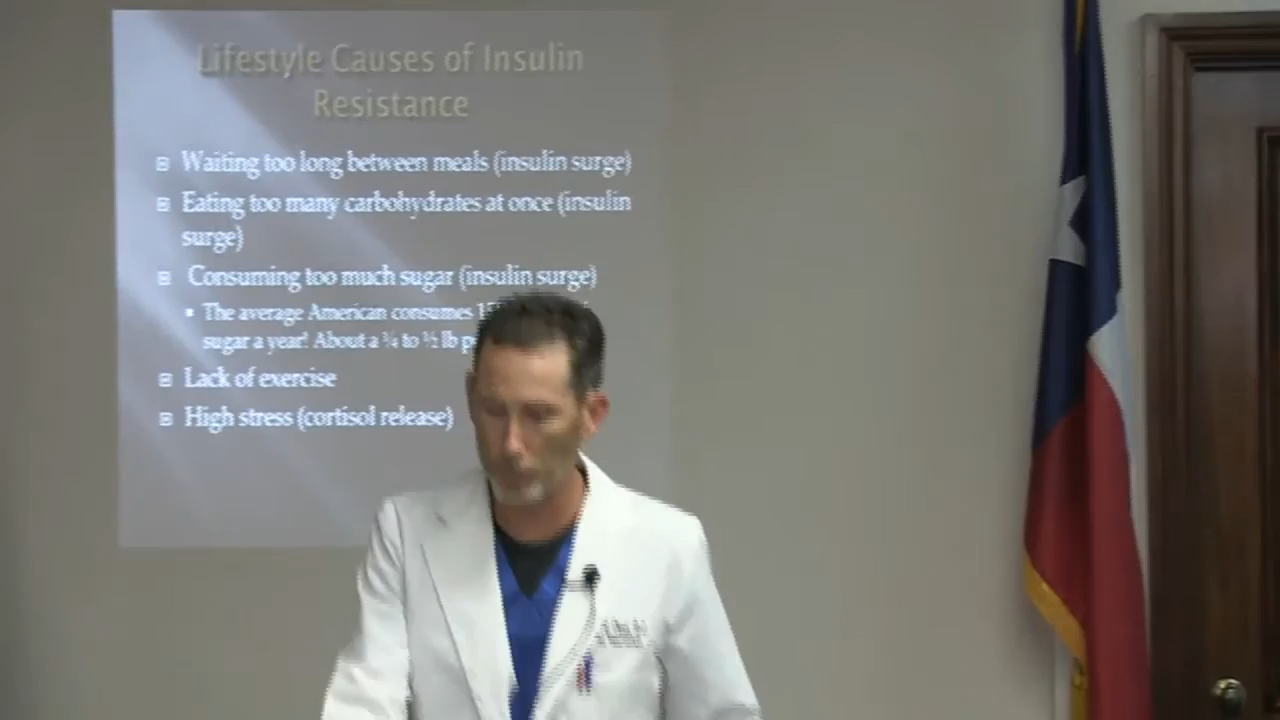 Lifestyle Causes of Insulin
Resistance
Waiting too long between meals (insulin surge)
Eating too many carbohydrates at once (insulin
surge)
Consuming too much sugar (insulin surge)
The average American consumes
sugar a year! About a ¼ to ½ lb
Lack of exercise
High stress (cortisol release)